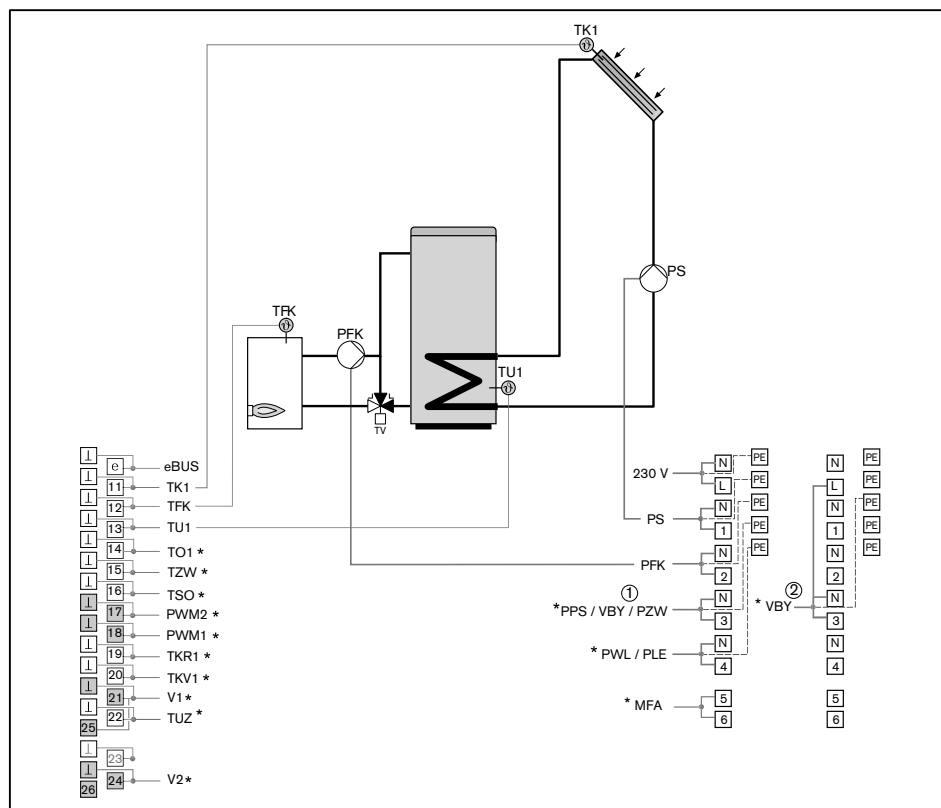 TK1
PS
TFK
PFK
TU1
TV
⊥
e eBUS
⊥
11 TK1
⊥
12 TFK
⊥
13 TU1
⊥
14 TO1 *
⊥
15 TZW *
⊥
16 TSO *
⊥
17 PWM2 *
⊥
18 PWM1 *
⊥
19 TKR1 *
⊥
20 TKV1 *
⊥
21 V1 *
⊥
22 TUZ *
25
⊥
23
⊥
24 V2 *
26
230 V N L PE
PS N 1 PE
PFK N 2 PE
①
* PPS / VBY / PZW N 3 PE
* PWL / PLE N 4 PE
* MFA 5 6
②
* VBY
N PE
L PE
N PE
1 PE
N PE
2
N
3
N
4
5
6